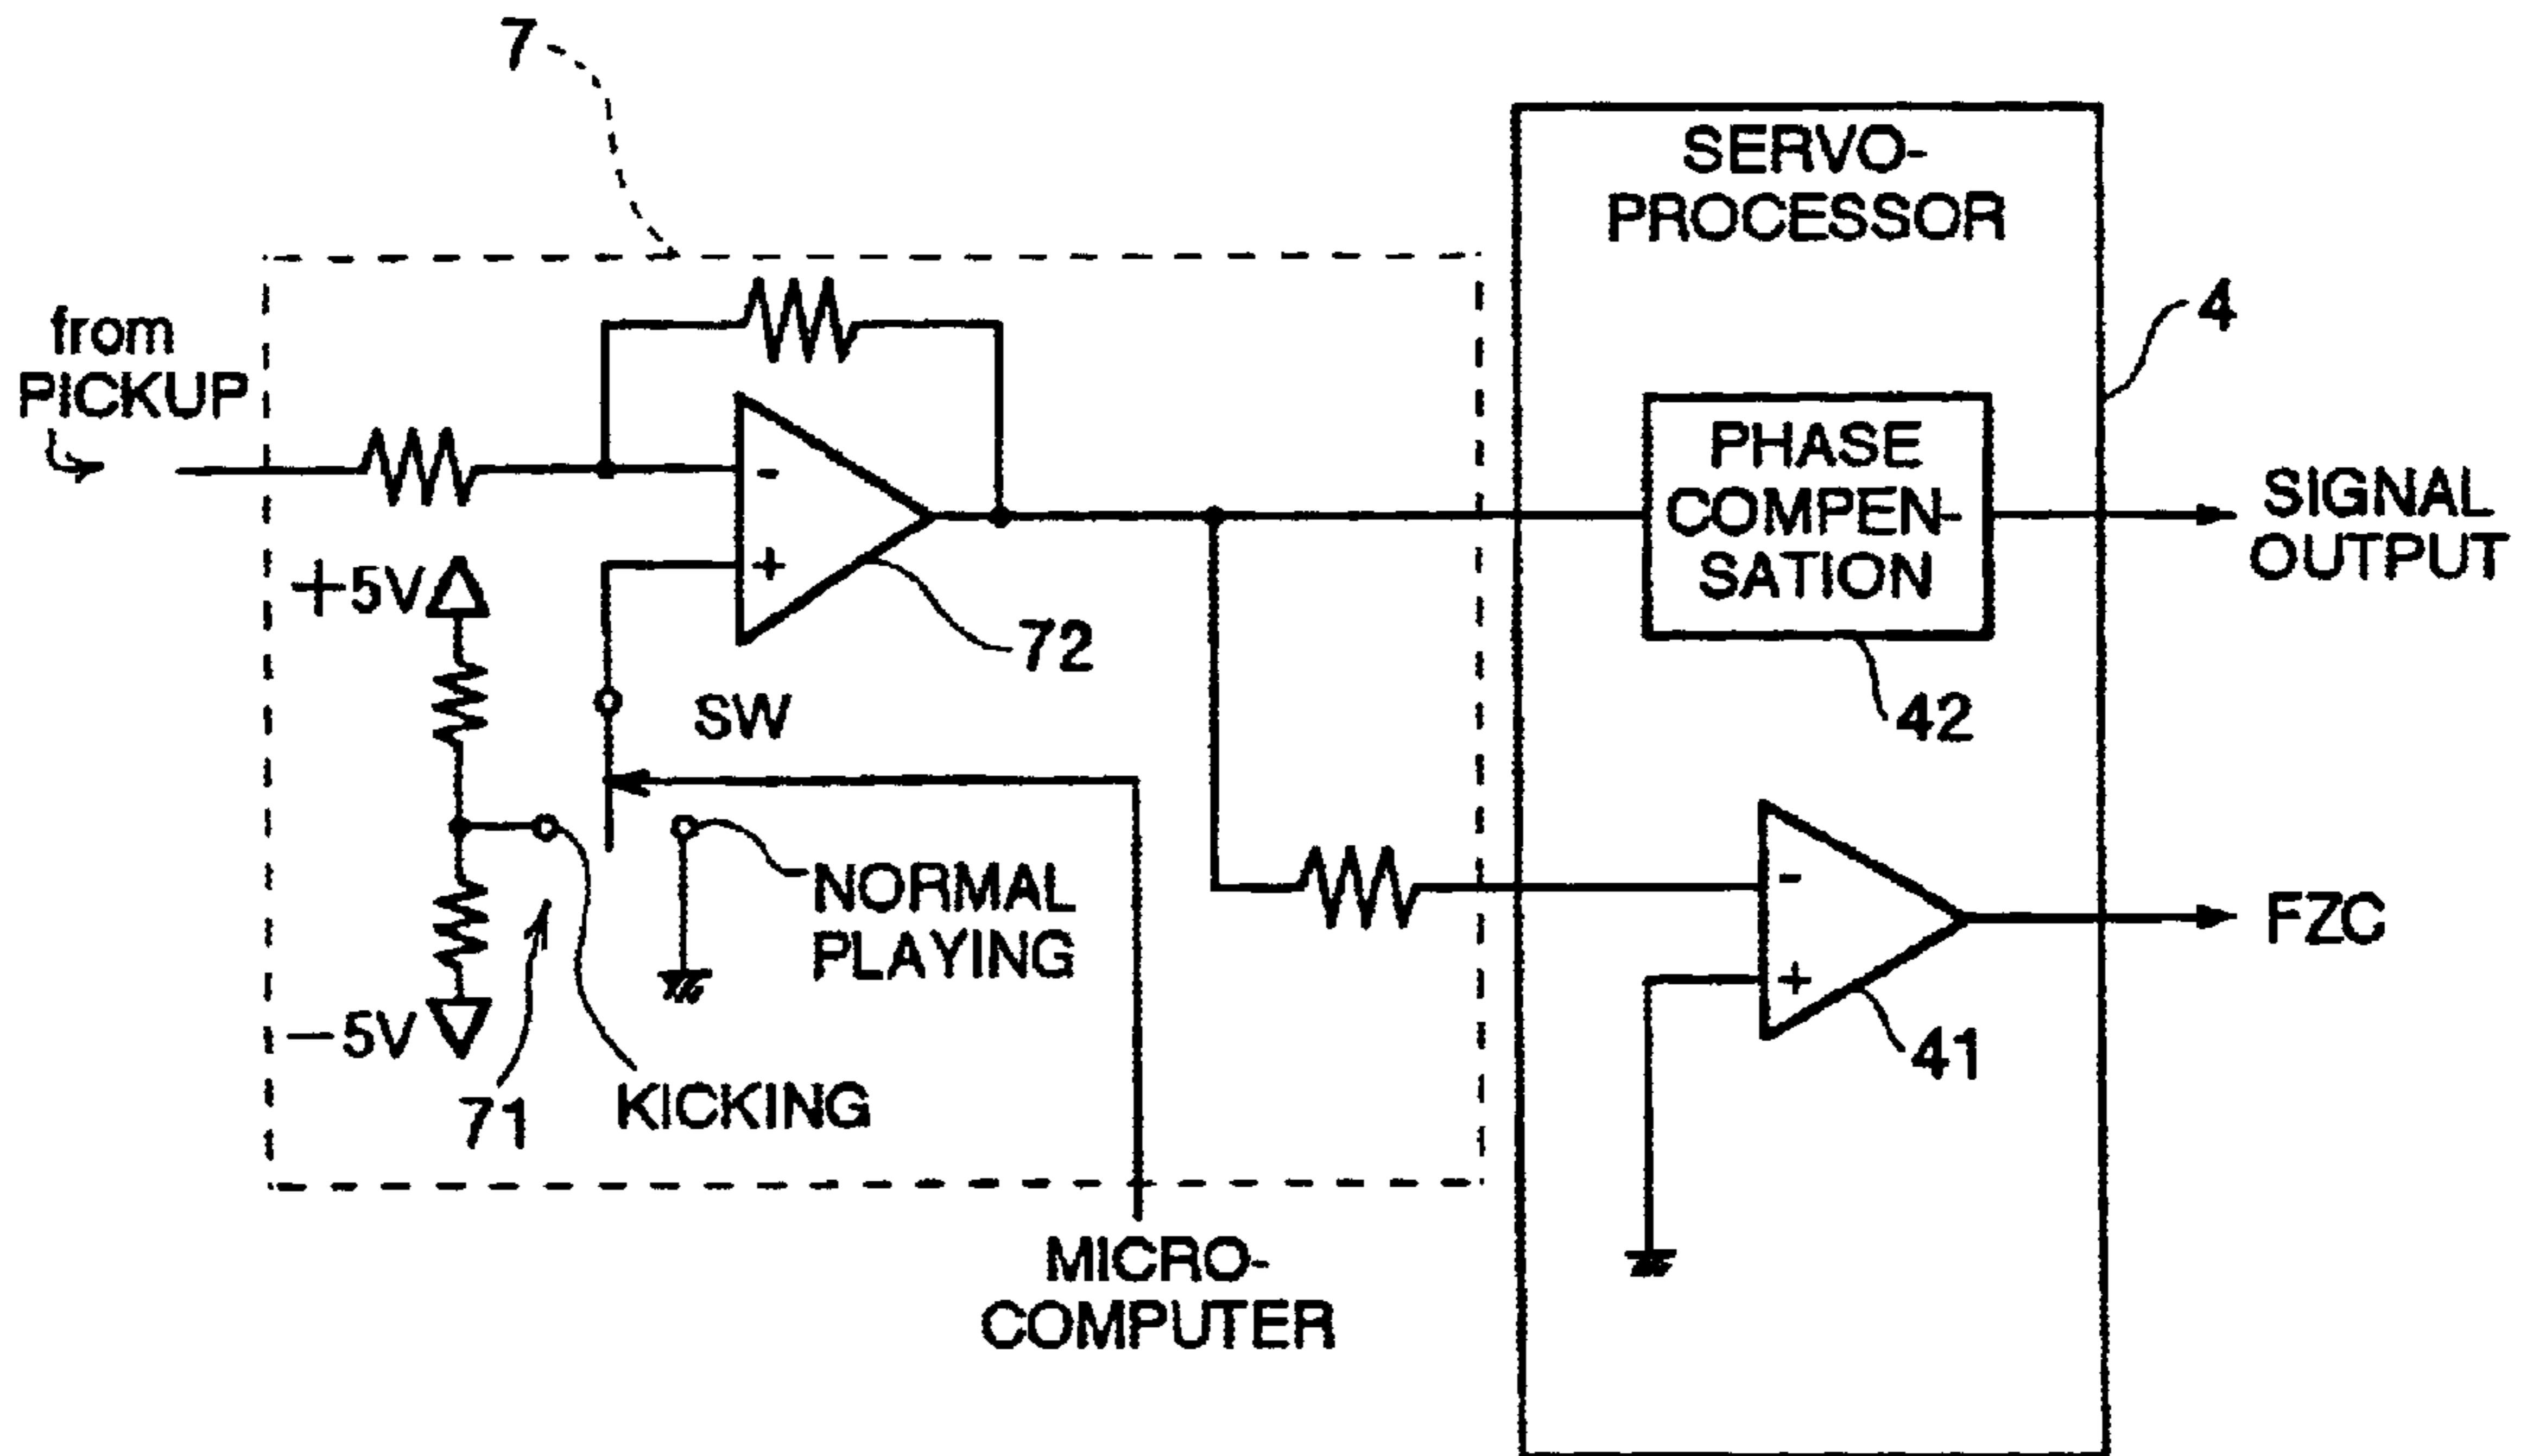 7
SERVO-
PROCESSOR
4
from
PICKUP
-
+
72
+5V
SW
-5V
71
KICKING
NORMAL
PLAYING
MICRO-
COMPUTER
PHASE
COMPEN-
SATION
42
SIGNAL
OUTPUT
-
+
41
FZC